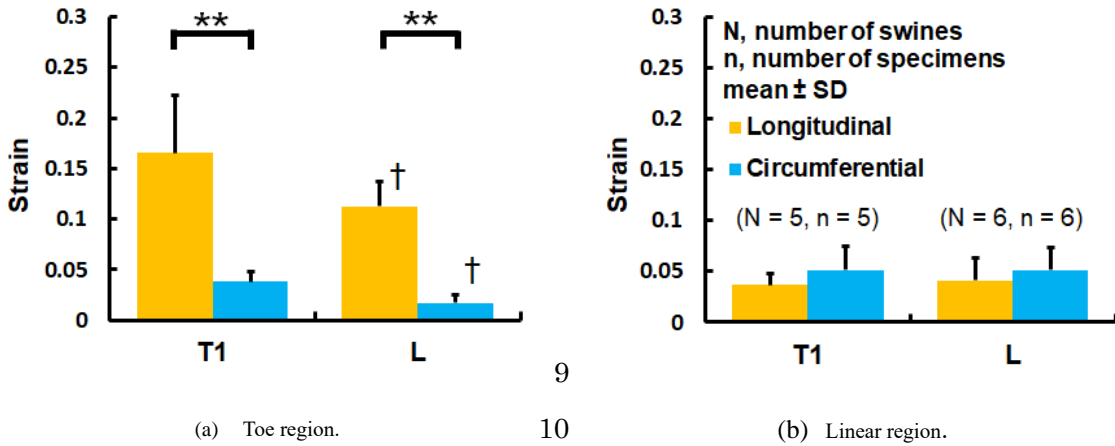 0.3
0.25
0.2
0.15
0.1
0.05
0
Strain
**
**
†
†
T1
L
(a) Toe region.
9
10
0.3
0.25
0.2
0.15
0.1
0.05
0
Strain
N, number of swines
n, number of specimens
mean ± SD
Longitudinal
Circumferential
(N = 5, n = 5)
(N = 6, n = 6)
T1
L
(b) Linear region.